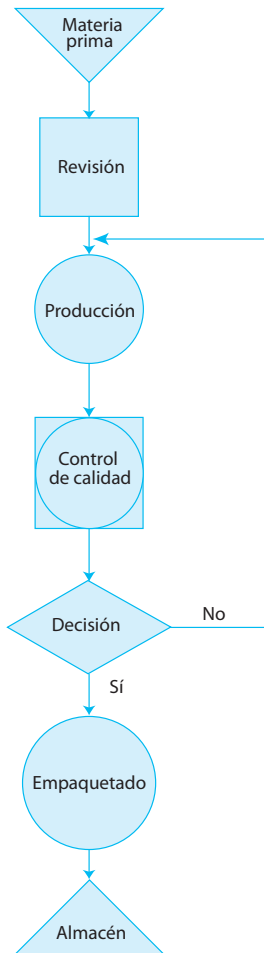 Materia
prima
Revisión
Producción
Control
de calidad
Decisión
No
Sí
Empaquetado
Almacén